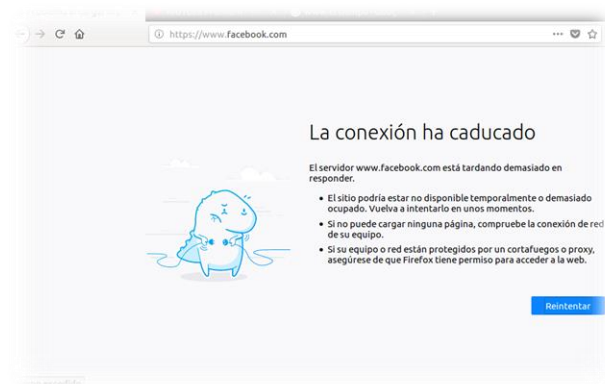 https://www.facebook.com
La conexión ha caducado
El servidor www.facebook.com está tardando demasiado en
responder.
• El sitio podría estar no disponible temporalmente o demasiado
ocupado. Vuelva a intentarlo en unos momentos.
• Si no puede cargar ninguna página, compruebe la conexión de red
de su equipo.
• Si su equipo o red están protegidos por un cortafuegos o proxy,
asegúrese de que Firefox tiene permiso para acceder a la web.
Reintentar